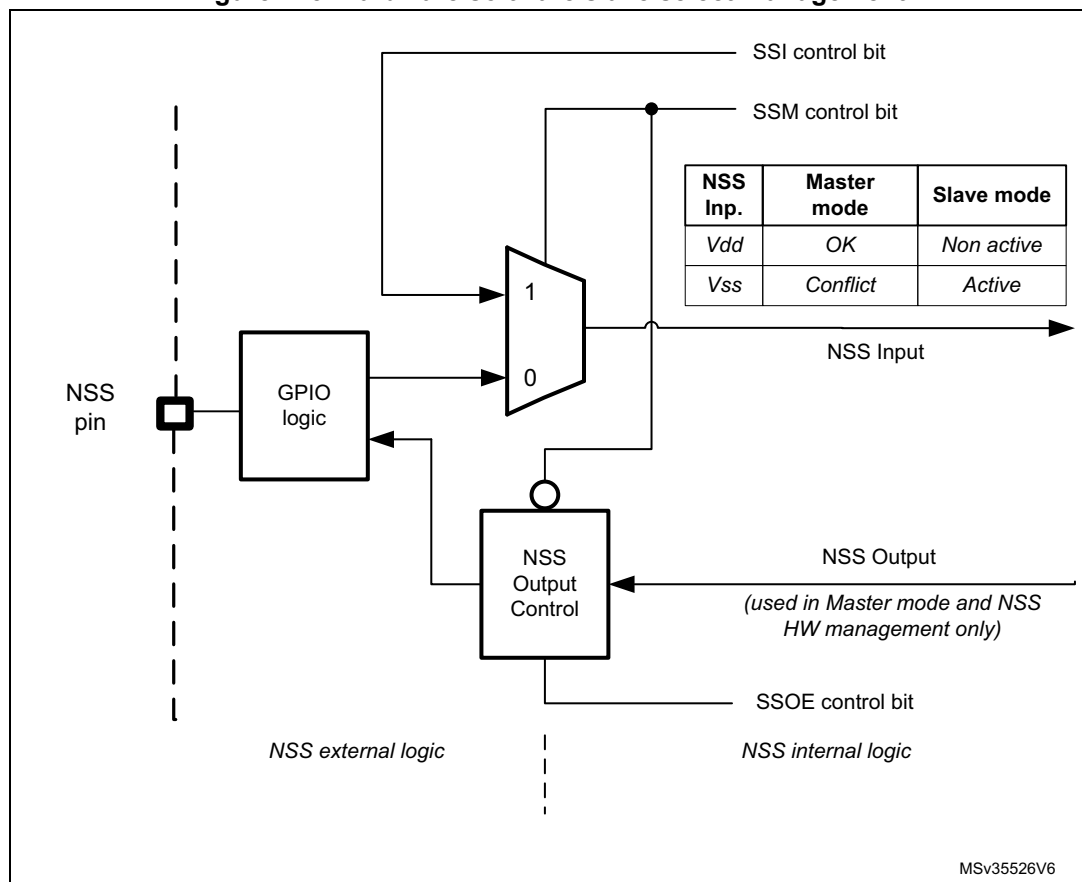 SSI control bit
SSM control bit
NSS Inp. Master mode Slave mode
Vdd OK Non active
Vss Conflict Active
1
NSS Input
0
NSS
pin
GPIO
logic
NSS
Output
Control
NSS Output
(used in Master mode and NSS
HW management only)
SSOE control bit
NSS external logic
NSS internal logic
MSv35526V6